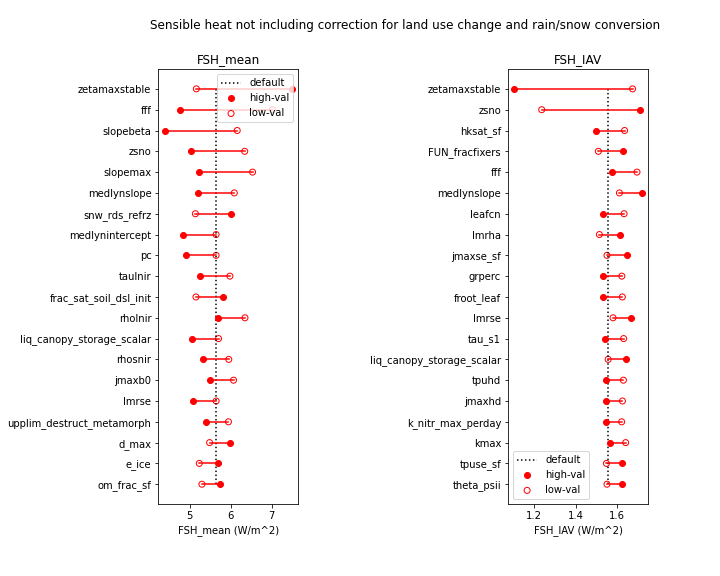 Sensible heat not including correction for land use change and rain/snow conversion
FSH_mean
zetamaxstable
fff
slopebeta
zsno
slopemax
medlynslope
snw_rds_refrz
medlynintercept
pc
taulnir
frac_sat_soil_dsl_init
rholnir
liq_canopy_storage_scalar
rhosnir
jmaxb0
lmrse
upplim_destruct_metamorph
d_max
e_ice
om_frac_sf
default
high-val
low-val
5 6 7
FSH_mean (W/m^2)
FSH_IAV
zetamaxstable
zsno
hksat_sf
FUN_fracfixers
fff
medlynslope
leafcn
lmrha
jmaxse_sf
grperc
froot_leaf
lmrse
tau_s1
liq_canopy_storage_scalar
tpuhd
jmaxhd
k_nitr_max_perday
kmax
tpuse_sf
theta_psii
default
high-val
low-val
1.2 1.4 1.6
FSH_IAV (W/m^2)